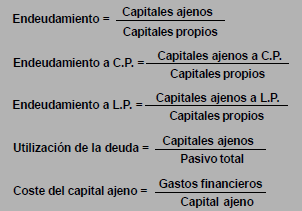 Endeudamiento = Capitales ajenos
Capitales propios
Endeudamiento a C.P. = Capitales ajenos a C.P.
Capitales propios
Endeudamiento a L.P. = Capitales ajenos a L.P.
Capitales propios
Utilización de la deuda = Capitales ajenos
Pasivo total
Coste del capital ajeno = Gastos financieros
Capital ajeno